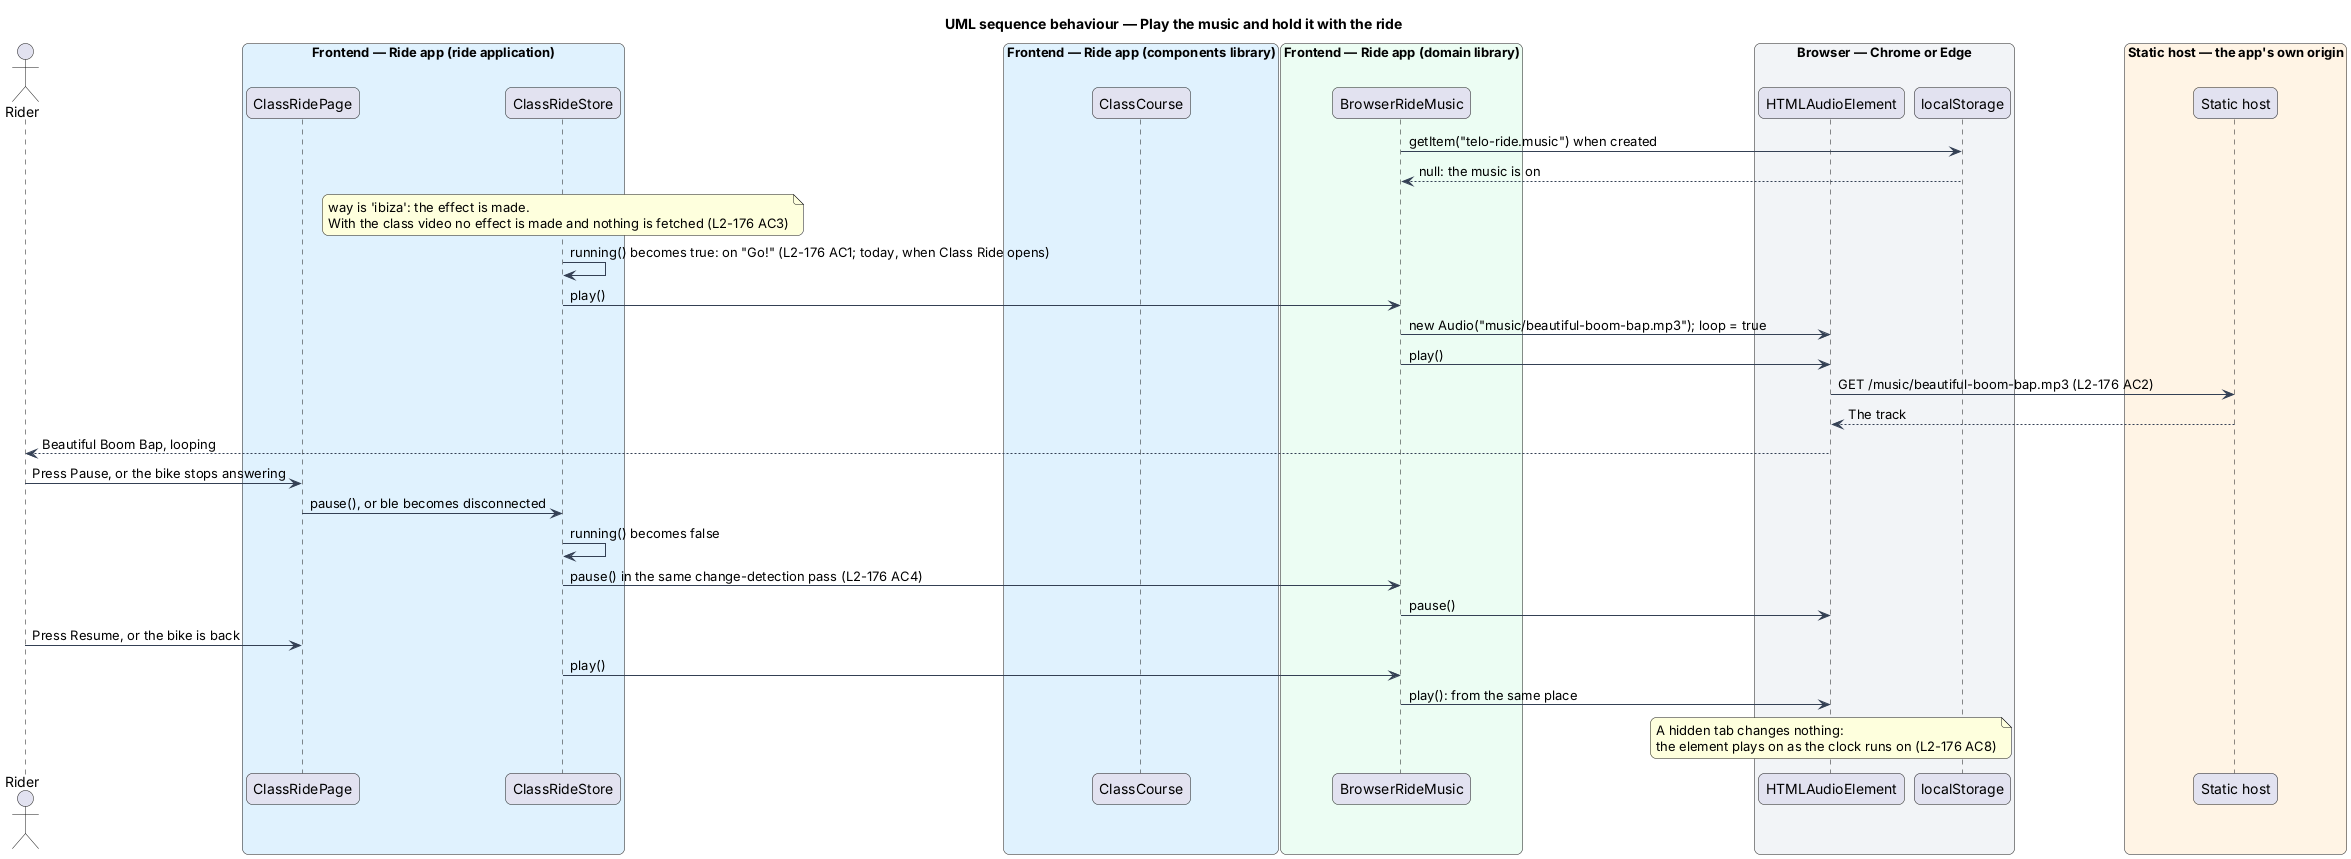 UML sequence behaviour — Play the music and hold it with the ride
Frontend — Ride app (ride application)
Frontend — Ride app (components library)
Frontend — Ride app (domain library)
Browser — Chrome or Edge
Static host — the app's own origin
Rider
ClassRidePage
ClassRideStore
ClassCourse
BrowserRideMusic
HTMLAudioElement
localStorage
Static host
getItem("telo-ride.music") when created
null: the music is on
way is 'ibiza': the effect is made.
With the class video no effect is made and nothing is fetched (L2-176 AC3)
running() becomes true: on "Go!" (L2-176 AC1; today, when Class Ride opens)
play()
new Audio("music/beautiful-boom-bap.mp3"); loop = true
play()
GET /music/beautiful-boom-bap.mp3 (L2-176 AC2)
The track
Beautiful Boom Bap, looping
Press Pause, or the bike stops answering
pause(), or ble becomes disconnected
running() becomes false
pause() in the same change-detection pass (L2-176 AC4)
pause()
Press Resume, or the bike is back
play()
play(): from the same place
A hidden tab changes nothing:
the element plays on as the clock runs on (L2-176 AC8)
Rider
ClassRidePage
ClassRideStore
ClassCourse
BrowserRideMusic
HTMLAudioElement
localStorage
Static host